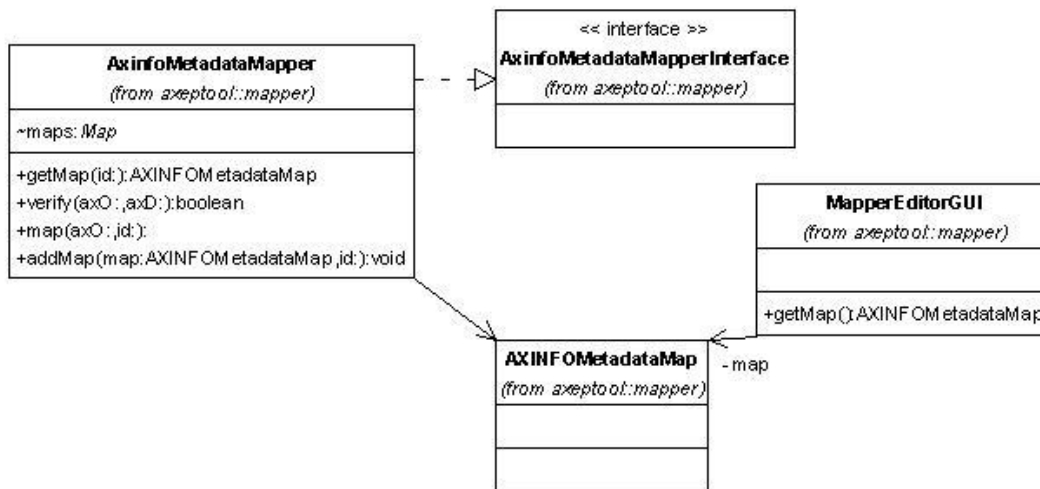 AxinfoMetadataMapper
(from axeptool::mapper)
~maps: Map
+getMap(id:):AXINFOMetadataMap
+verify(axO:,axD:):boolean
+map(axO:,id:):
+addMap(map:AXINFOMetadataMap,id:):void
<< interface >>
AxinfoMetadataMapperInterface
(from axeptool::mapper)
MapperEditorGUI
(from axeptool::mapper)
+getMap():AXINFOMetadataMap
- map
AXINFOMetadataMap
(from axeptool::mapper)